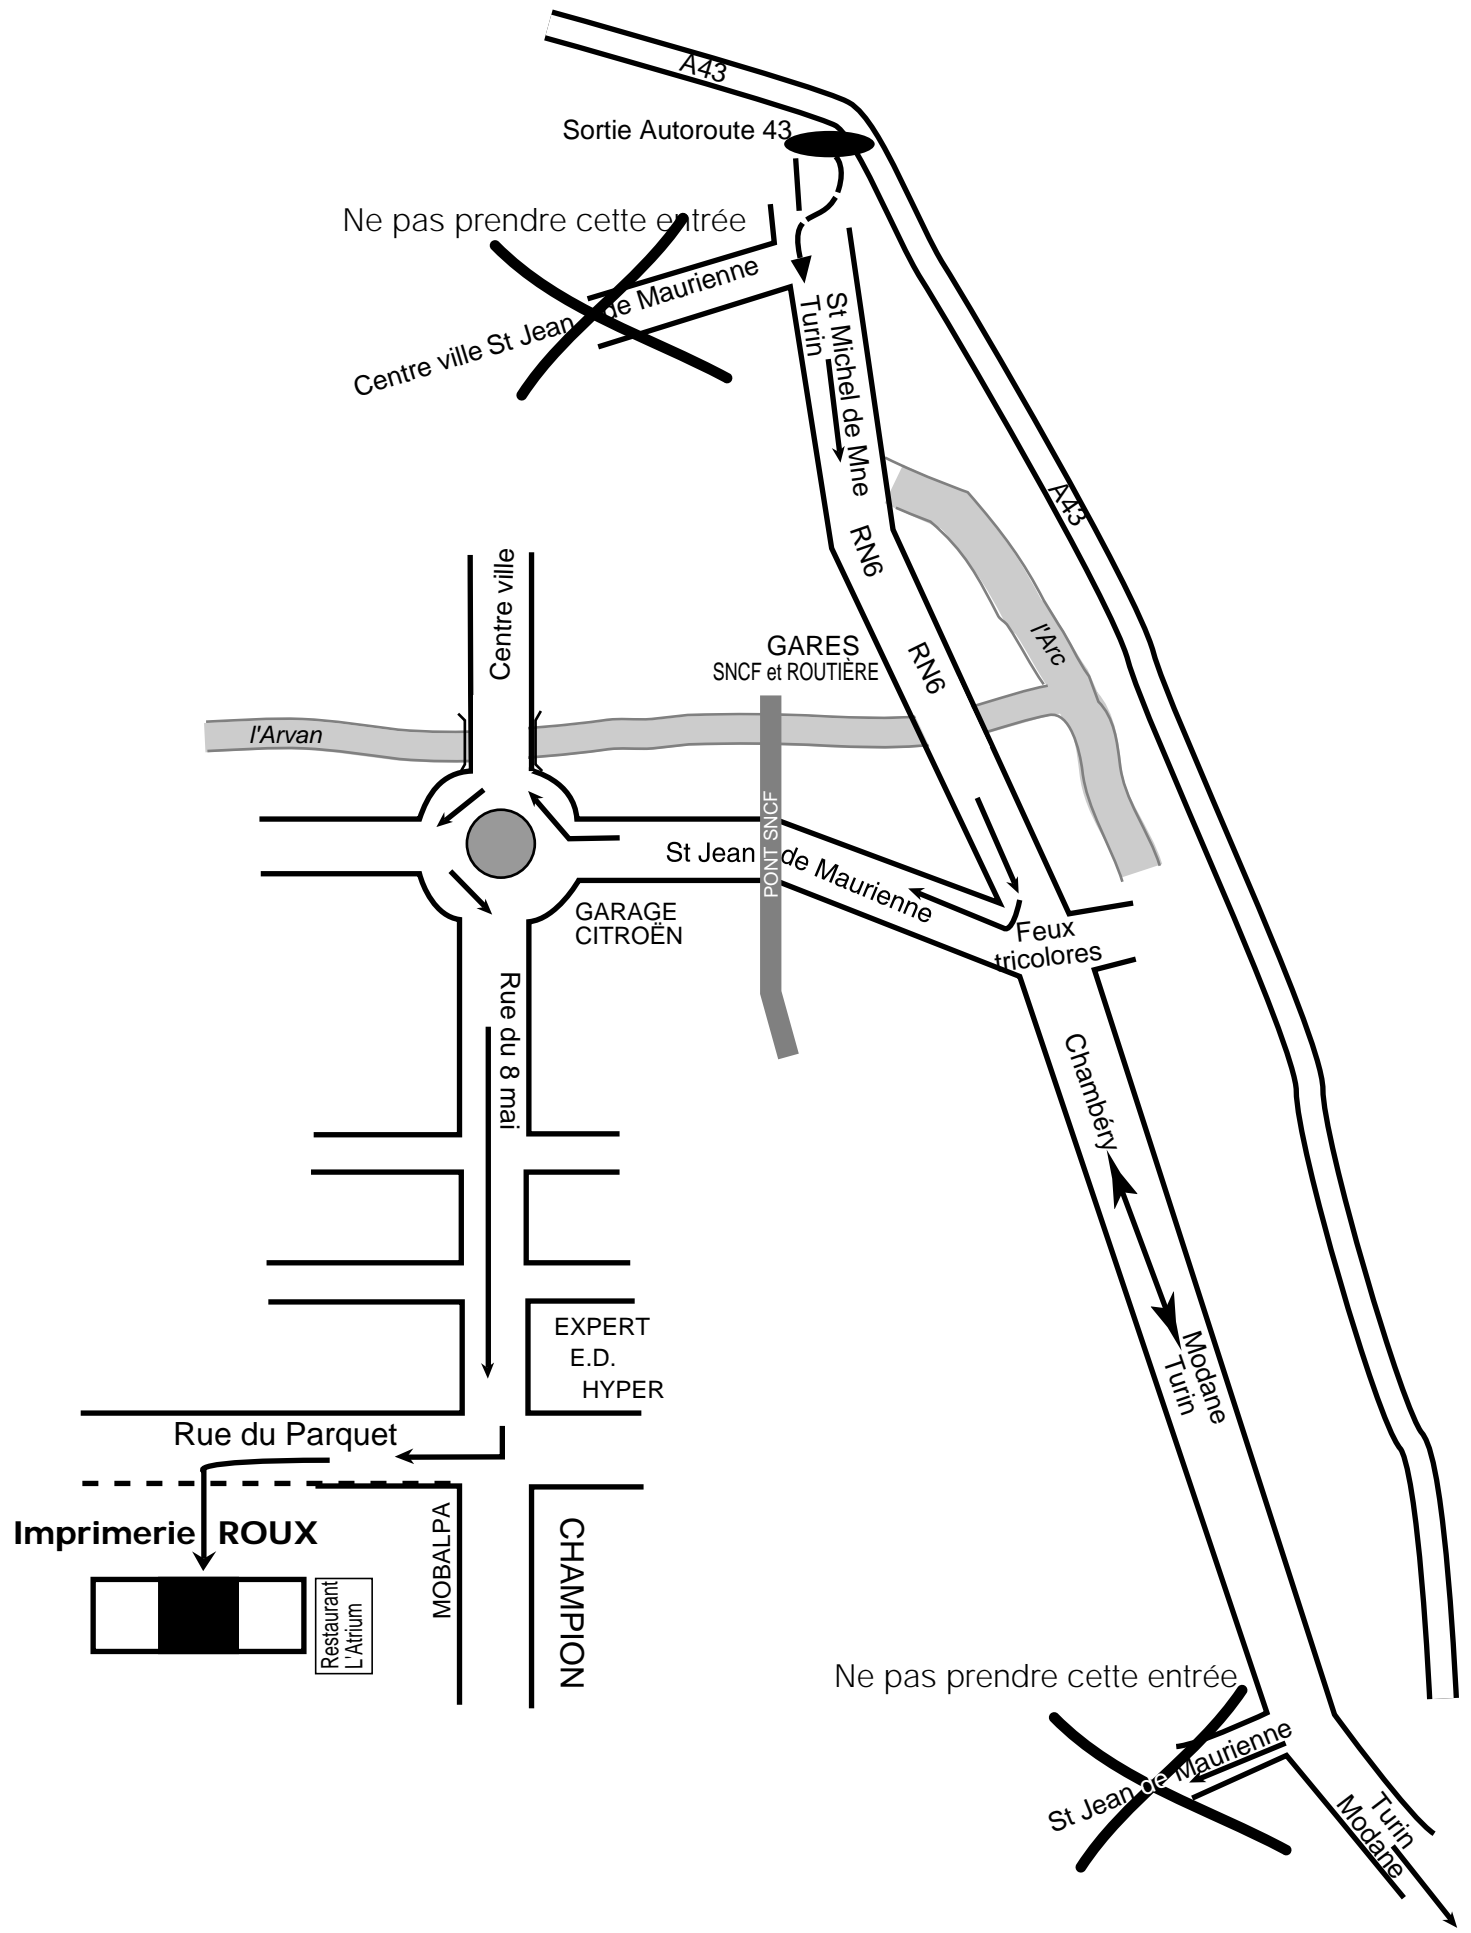 A43
Sortie Autoroute 43
Ne pas prendre cette entrée
Centre ville St Jean de Maurienne
St Michel de Mne
Turin
RN6
A43
RN6
l'Arc
Centre ville
GARES
SNCF et ROUTIÈRE
l'Arvan
PONT SNCF
St Jean de Maurienne
GARAGE
CITROËN
Feux
tricolores
Rue du 8 mai
Chambéry
Modane
Turin
EXPERT
E.D.
HYPER
Rue du Parquet
Imprimerie ROUX
MOBALPA
CHAMPION
Restaurant
L'Atrium
Ne pas prendre cette entrée
St Jean de Maurienne
Turin
Modane